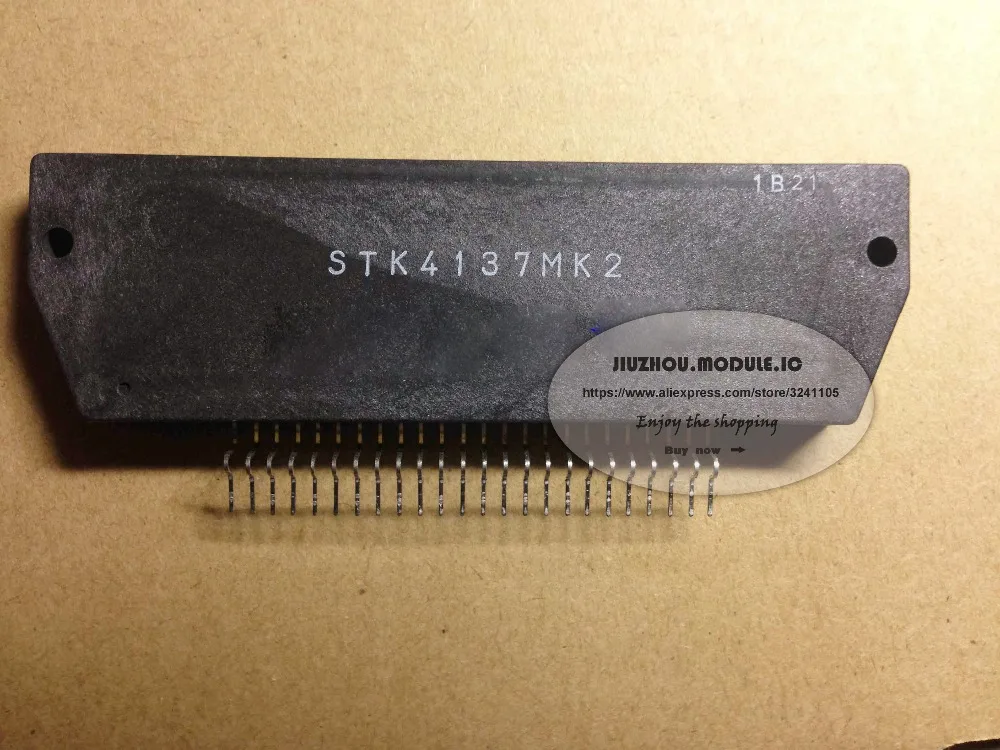 1B21
STK4137MK2
JIUZHOU.MODULE.IC
https://www.aliexpress.com/store/3241105
Enjoy the shopping
Buy now →